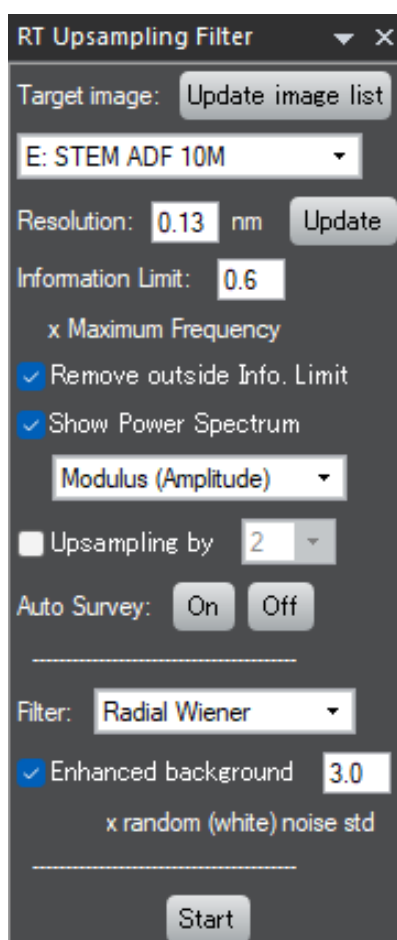 RT Upsampling Filter
Target image: Update image list
E: STEM ADF 10M
Resolution: 0.13 nm Update
Information Limit: 0.6
x Maximum Frequency
Remove outside Info. Limit
Show Power Spectrum
Modulus (Amplitude)
Upsampling by 2
Auto Survey: On Off
Filter: Radial Wiener
Enhanced background 3.0
x random (white) noise std
Start